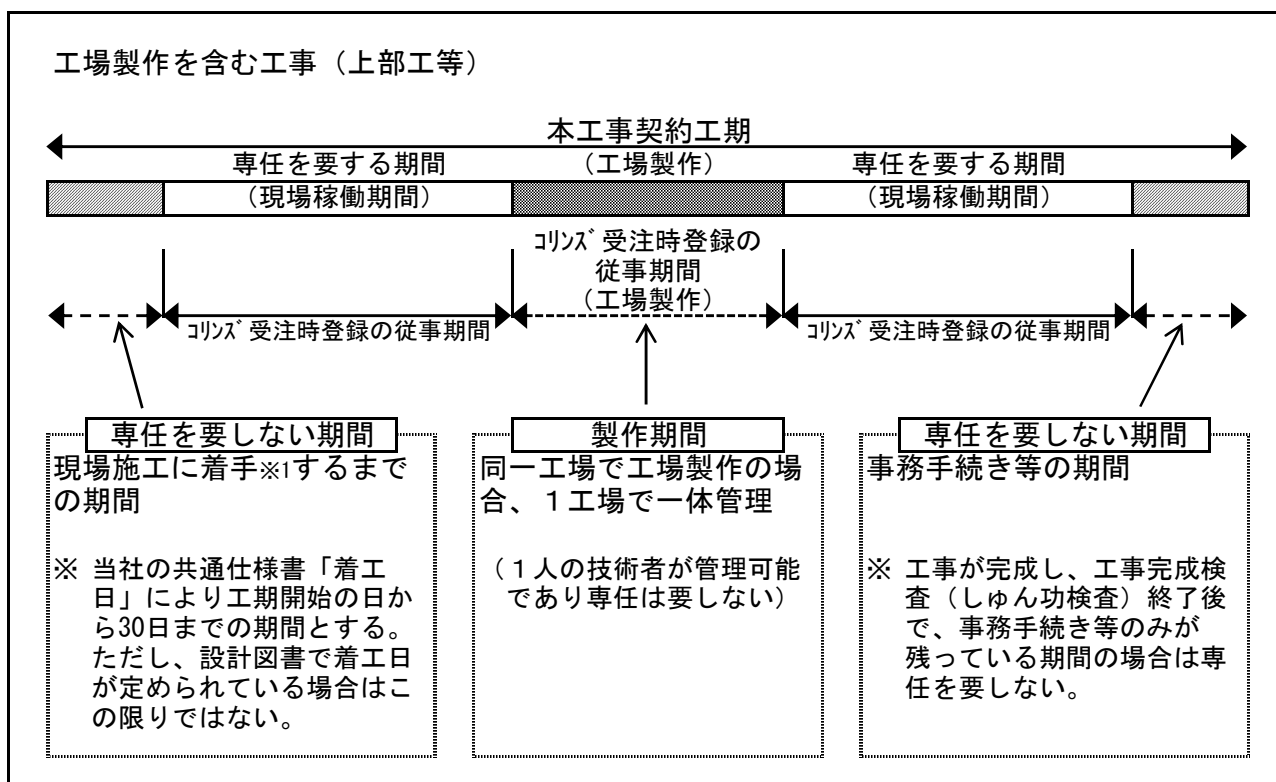 工場製作を含む工事（上部工等）
本工事契約工期
専任を要する期間
（工場製作）
専任を要する期間
（現場稼働期間）
（現場稼働期間）
ｺﾘﾝｽﾞ受注時登録の
従事期間
（工場製作）
ｺﾘﾝｽﾞ受注時登録の従事期間
ｺﾘﾝｽﾞ受注時登録の従事期間
専任を要しない期間
現場施工に着手※1するまで
の期間
※ 当社の共通仕様書「着工
日」により工期開始の日か
ら30日までの期間とする。
ただし、設計図書で着工日
が定められている場合はこ
の限りではない。
製作期間
同一工場で工場製作の場
合、１工場で一体管理
（１人の技術者が管理可能
であり専任は要しない）
専任を要しない期間
事務手続き等の期間
※ 工事が完成し、工事完成検
査（しゅん功検査）終了後
で、事務手続き等のみが
残っている期間の場合は専
任を要しない。